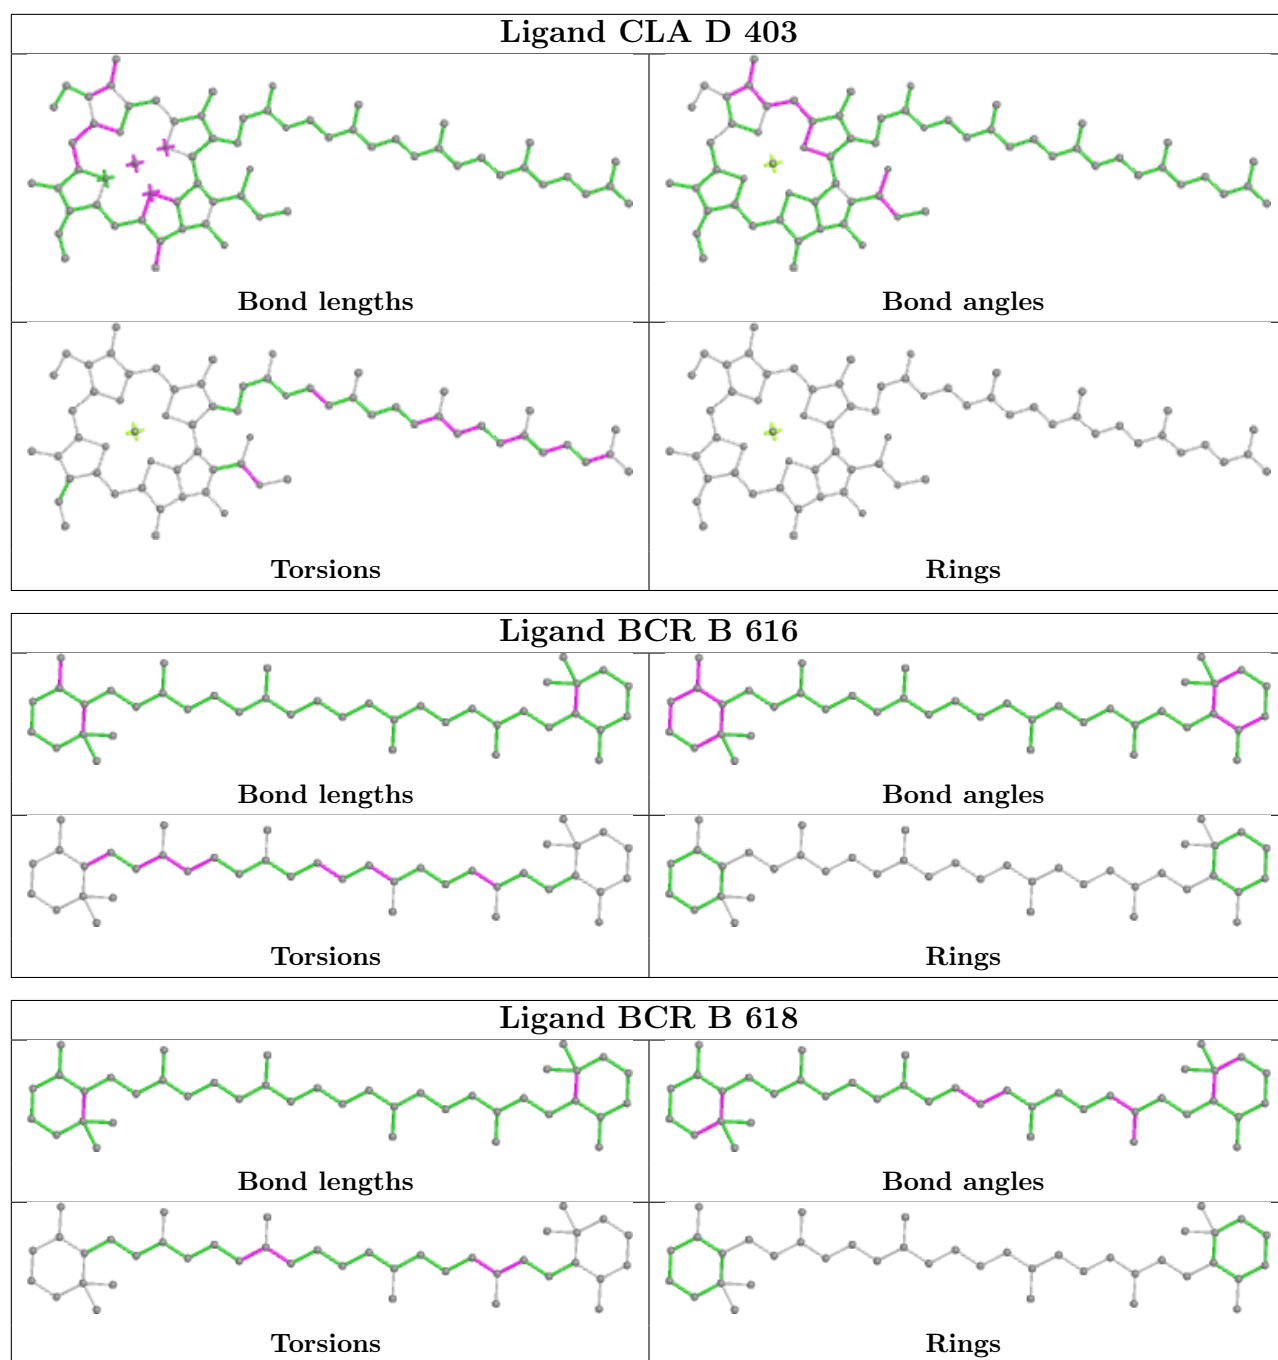 Ligand CLA D 403
Bond lengths
Bond angles
Torsions
Rings
Ligand BCR B 616
Bond lengths
Bond angles
Torsions
Rings
Ligand BCR B 618
Bond lengths
Bond angles
Torsions
Rings